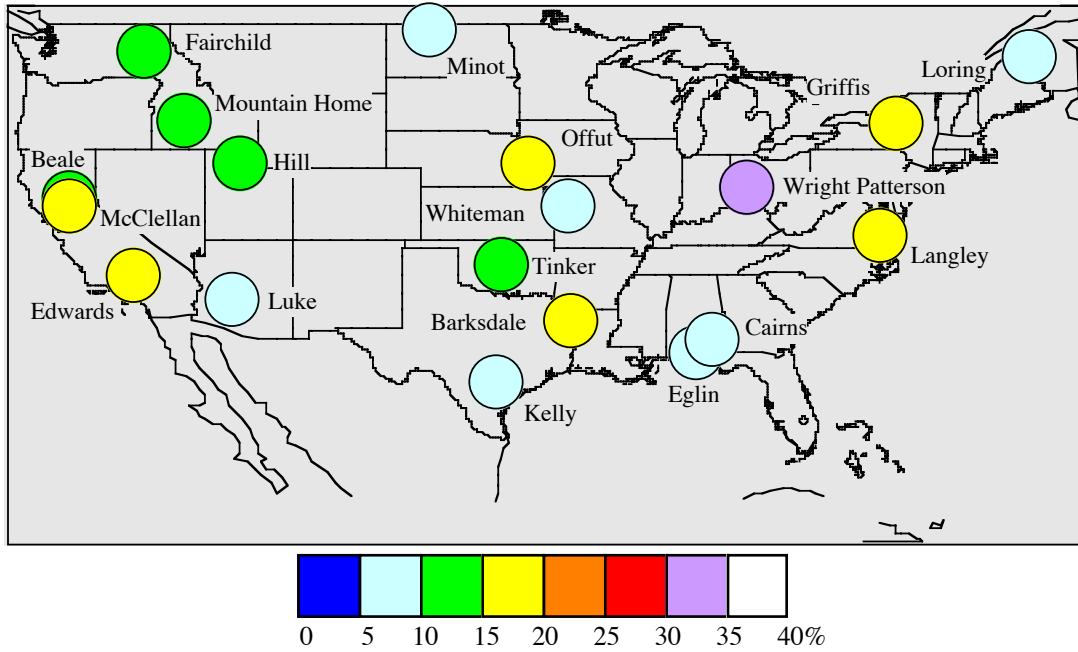 Fairchild
Minot
Loring
Griffis
Mountain Home
Offut
Beale
Hill
Wright Patterson
McClellan
Whiteman
Langley
Tinker
Edwards
Luke
Barksdale
Cairns
Eglin
Kelly
0 5 10 15 20 25 30 35 40%